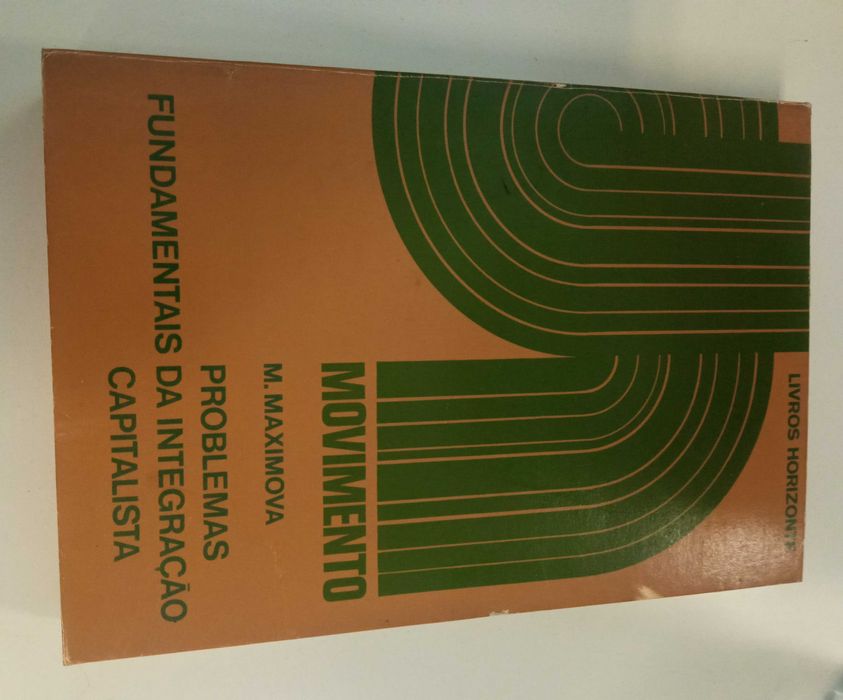 LIVROS HORIZONTE
MOVIMENTO
M. MAXIMOVA
PROBLEMAS
FUNDAMENTAIS DA INTEGRAÇÃO
CAPITALISTA